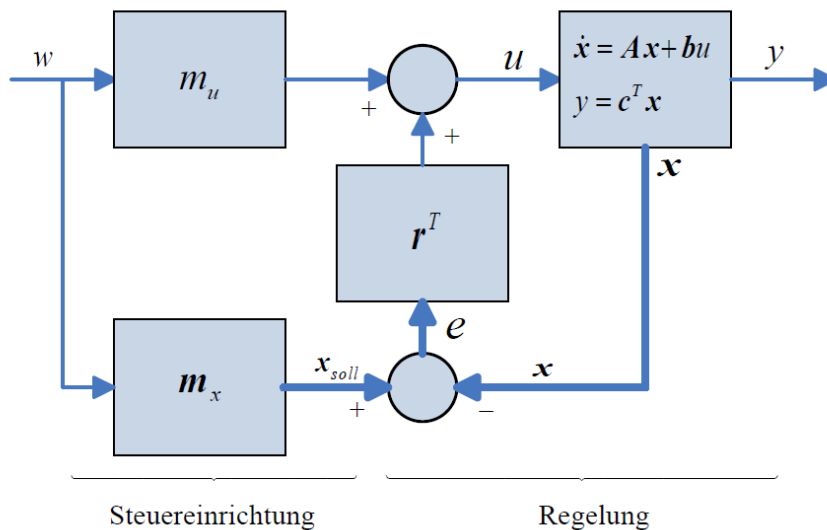 w
m_u
+
+
u
ẋ = Ax + bu
y = c^T x
y
x
r^T
e
m_x
x_soll
+
x
−
Steuereinrichtung
Regelung